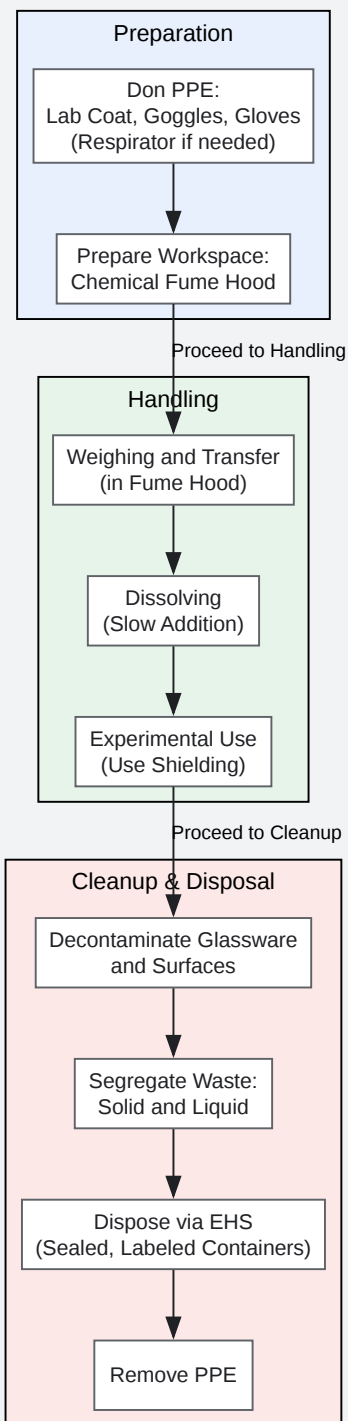 Preparation
Don PPE:
Lab Coat, Goggles, Gloves
(Respirator if needed)
Prepare Workspace:
Chemical Fume Hood
Proceed to Handling
Handling
Weighing and Transfer
(in Fume Hood)
Dissolving
(Slow Addition)
Experimental Use
(Use Shielding)
Proceed to Cleanup
Cleanup & Disposal
Decontaminate Glassware
and Surfaces
Segregate Waste:
Solid and Liquid
Dispose via EHS
(Sealed, Labeled Containers)
Remove PPE